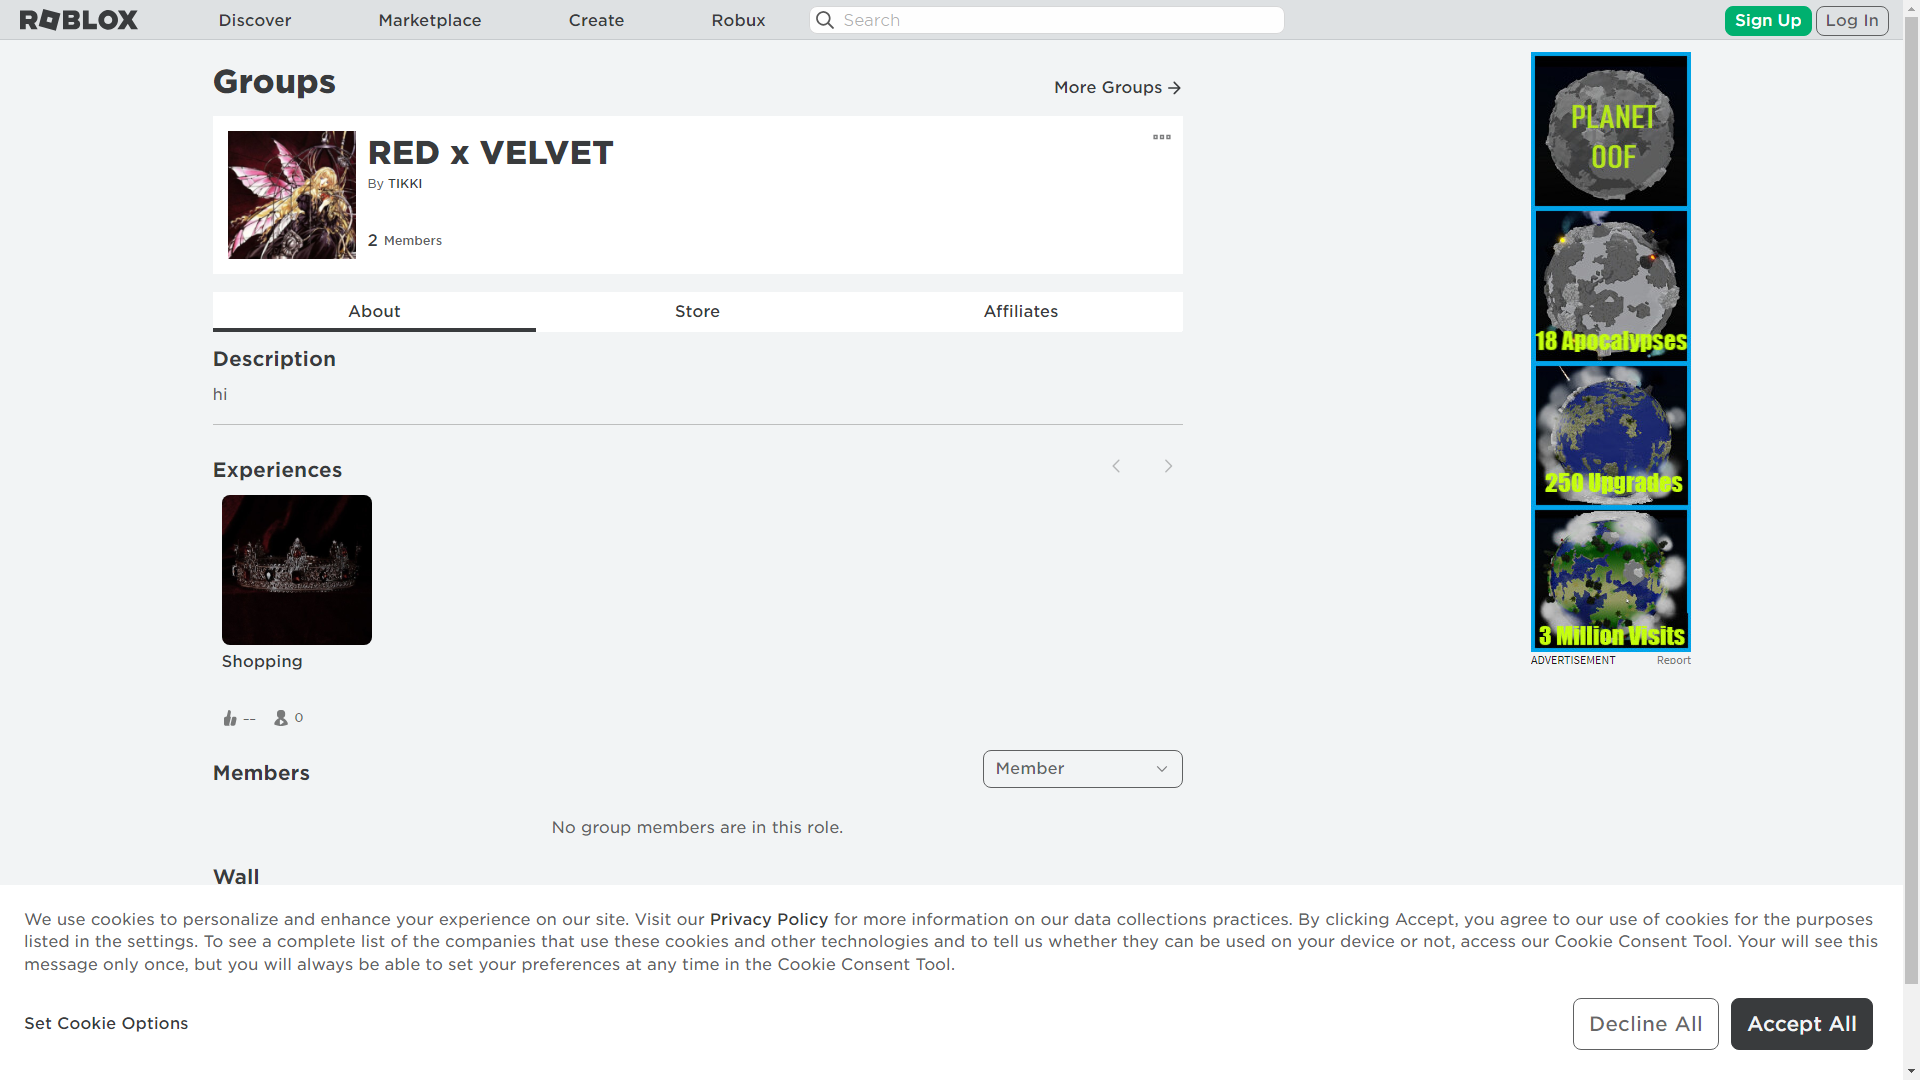 ROBLOX
Discover
Marketplace
Create
Robux
Search
Sign Up
Log In
Groups
More Groups
RED x VELVET
By TIKKI
2 Members
About
Store
Affiliates
Description
hi
Experiences
Shopping
--
0
Members
Member
No group members are in this role.
Wall
PLANET
OOF
18 Apocalypses
250 Upgrades
3 Million Visits
ADVERTISEMENT
Report
We use cookies to personalize and enhance your experience on our site. Visit our Privacy Policy for more information on our data collections practices. By clicking Accept, you agree to our use of cookies for the purposes
listed in the settings. To see a complete list of the companies that use these cookies and other technologies and to tell us whether they can be used on your device or not, access our Cookie Consent Tool. Your will see this
message only once, but you will always be able to set your preferences at any time in the Cookie Consent Tool.
Set Cookie Options
Decline All
Accept All